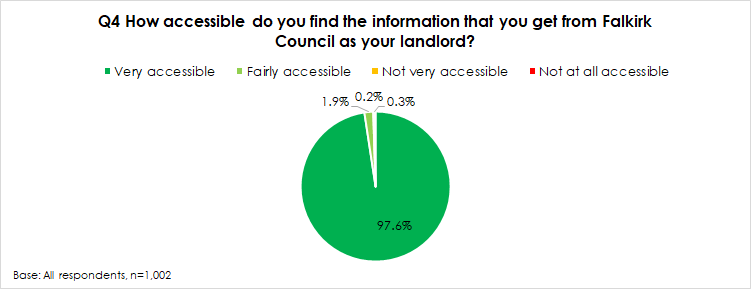 Q4 How accessible do you find the information that you get from Falkirk
Council as your landlord?
Very accessible Fairly accessible Not very accessible Not at all accessible
1.9% 0.2% 0.3%
97.6%
Base: All respondents, n=1,002